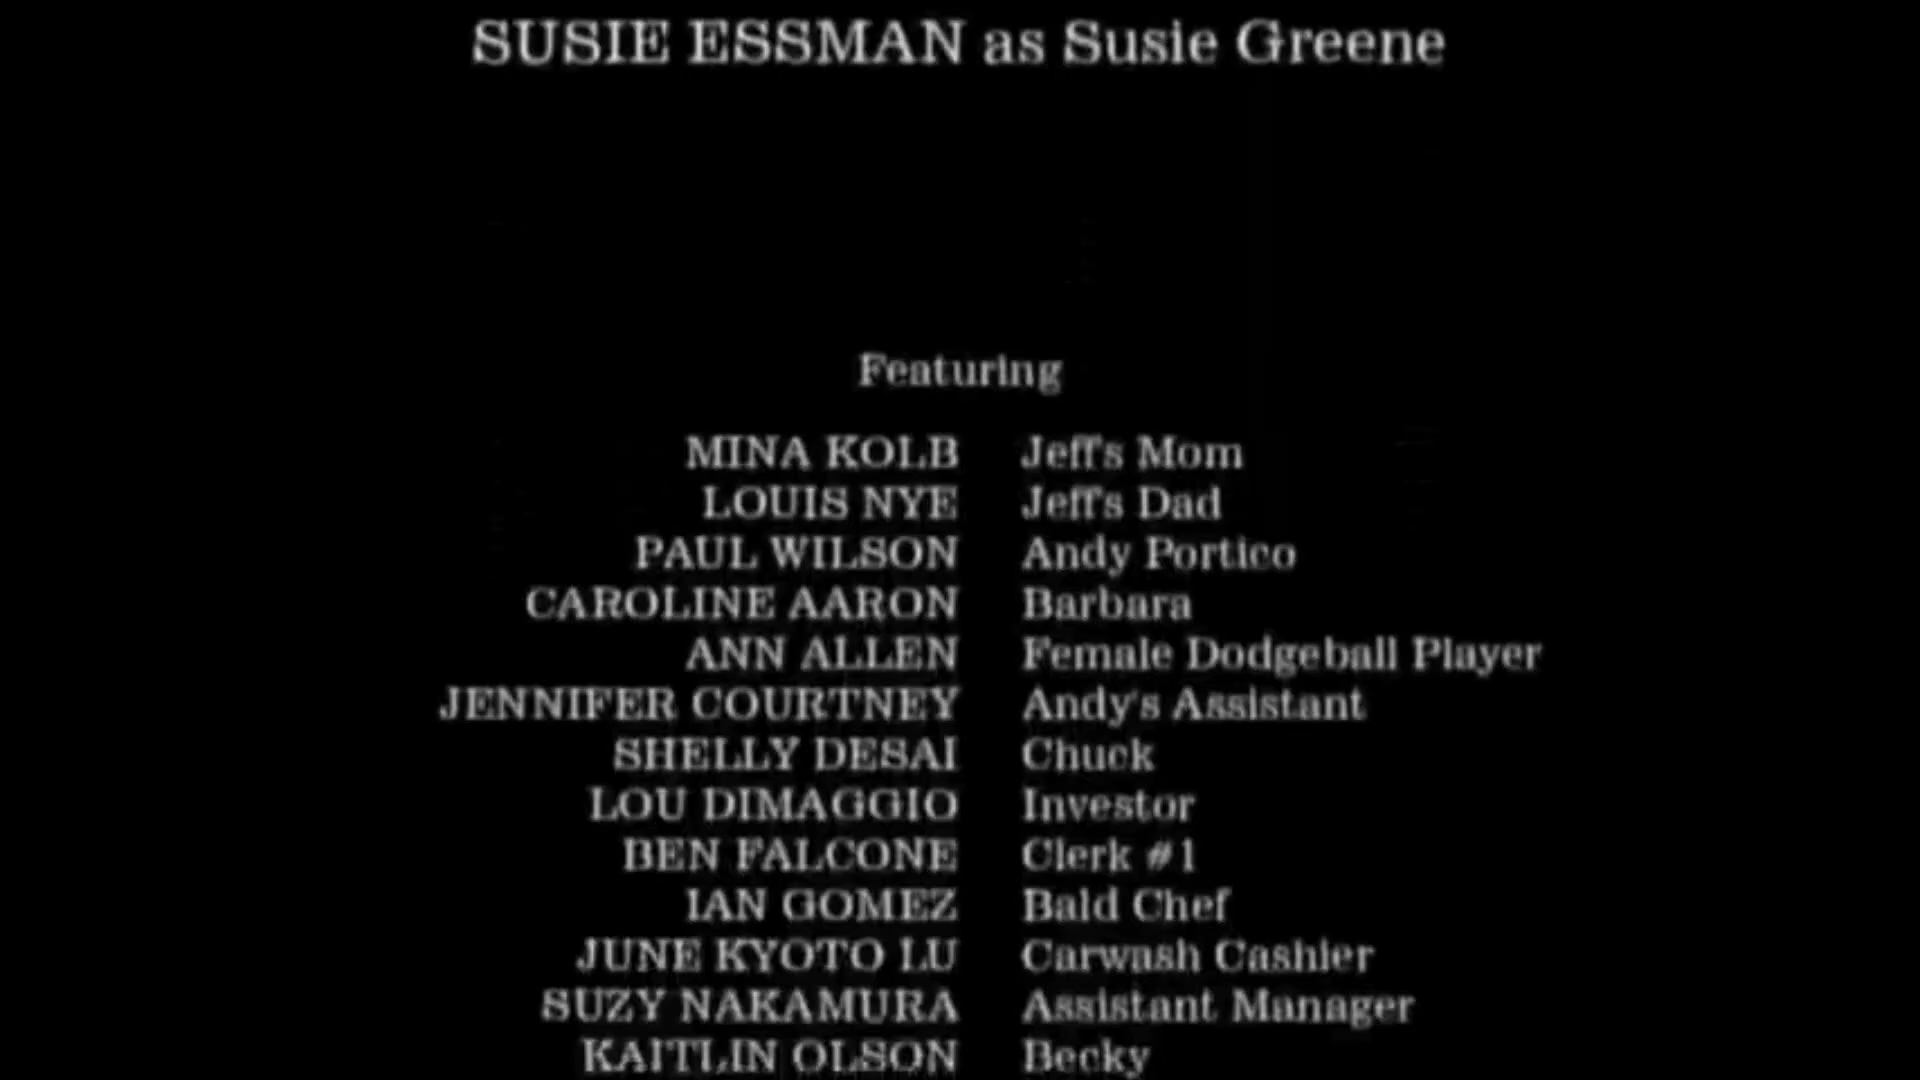 SUSIE ESSMAN as Susie Greene
Featuring
MINA KOLB Jeff's Mom
LOUIS NYE Jeff's Dad
PAUL WILSON Andy Portico
CAROLINE AARON Barbara
ANN ALLEN Female Dodgeball Player
JENNIFER COURTNEY Andy's Assistant
SHELLY DESAI Chuck
LOU DIMAGGIO Investor
BEN FALCONE Clerk #1
IAN GOMEZ Bald Chef
JUNE KYOTO LU Carwash Cashier
SUZY NAKAMURA Assistant Manager
KAITLIN OLSON Becky